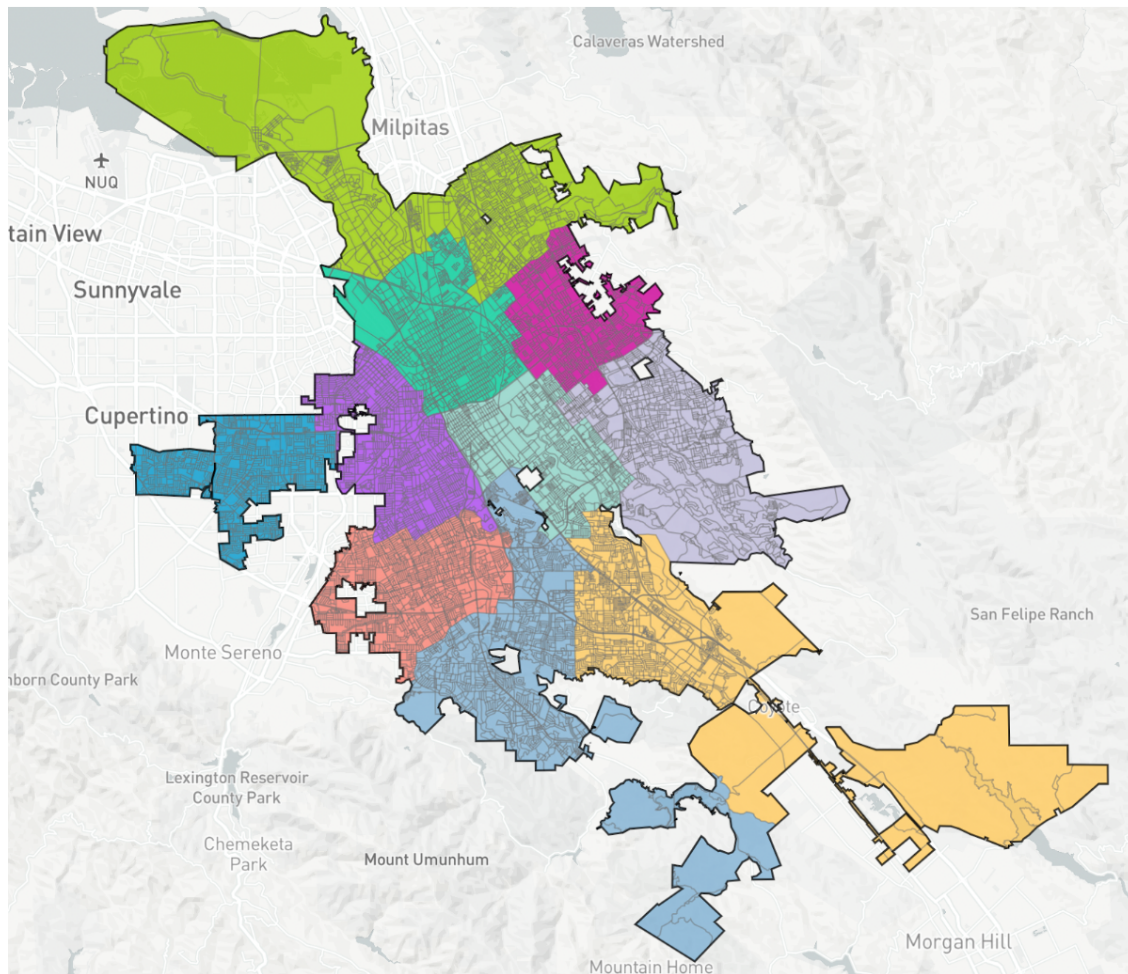 Calaveras Watershed
Milpitas
NUQ
tain View
Sunnyvale
Cupertino
San Felipe Ranch
Monte Sereno
nborn County Park
Coyote
Lexington Reservoir
County Park
Chemeketa
Park
Mount Umunhum
Morgan Hill
Mountain Home